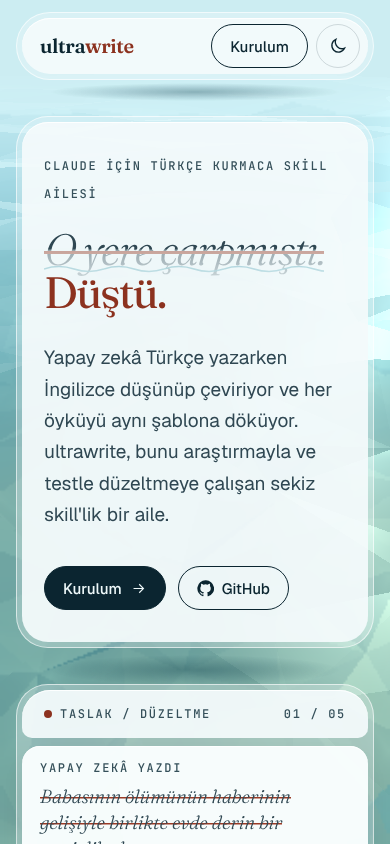 ultrawrite
Kurulum
CLAUDE İÇİN TÜRKÇE KURMACA SKİLL
AİLESİ
O yere çarpmıştı.
Düştü.
Yapay zekâ Türkçe yazarken
İngilizce düşünüp çeviriyor ve her
öyküyü aynı şablona döküyor.
ultrawrite, bunu araştırmayla ve
testle düzeltmeye çalışan sekiz
skill'lik bir aile.
Kurulum →
GitHub
TASLAK / DÜZELTME
01 / 05
YAPAY ZEKÂ YAZDI
Babasının ölümünün haberinin
gelişiyle birlikte evde derin bir